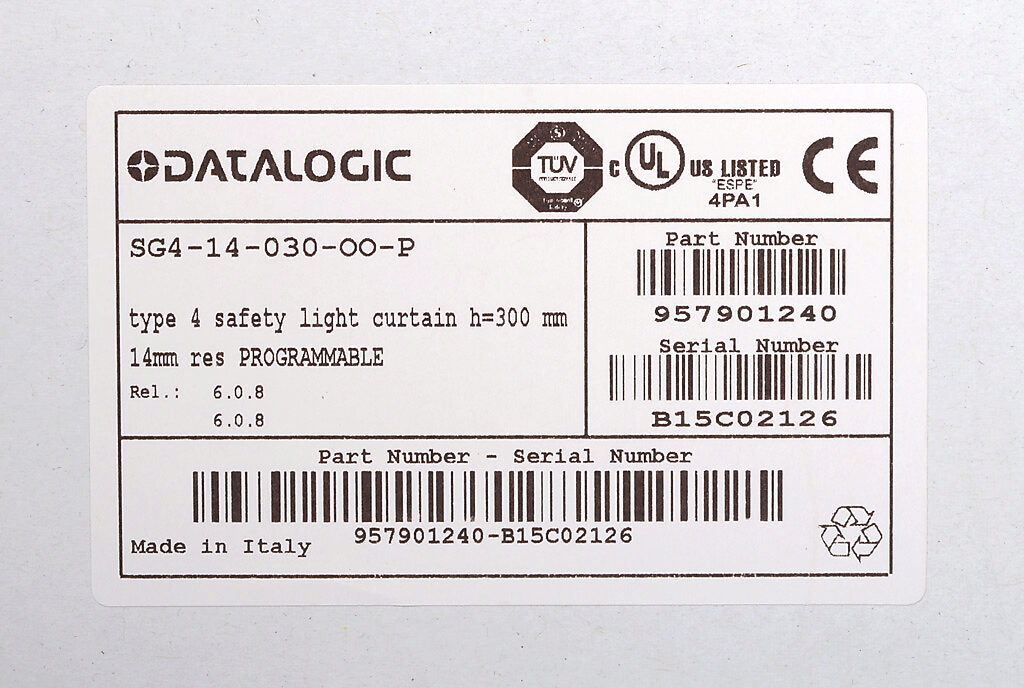 DATALOGIC
TÜV
C UL US LISTED
"ESPE"
4PA1
CE
SG4-14-030-OO-P
type 4 safety light curtain h=300 mm
14mm res PROGRAMMABLE
Rel.: 6.0.8
6.0.8
Part Number
957901240
Serial Number
B15C02126
Part Number - Serial Number
957901240-B15C02126
Made in Italy